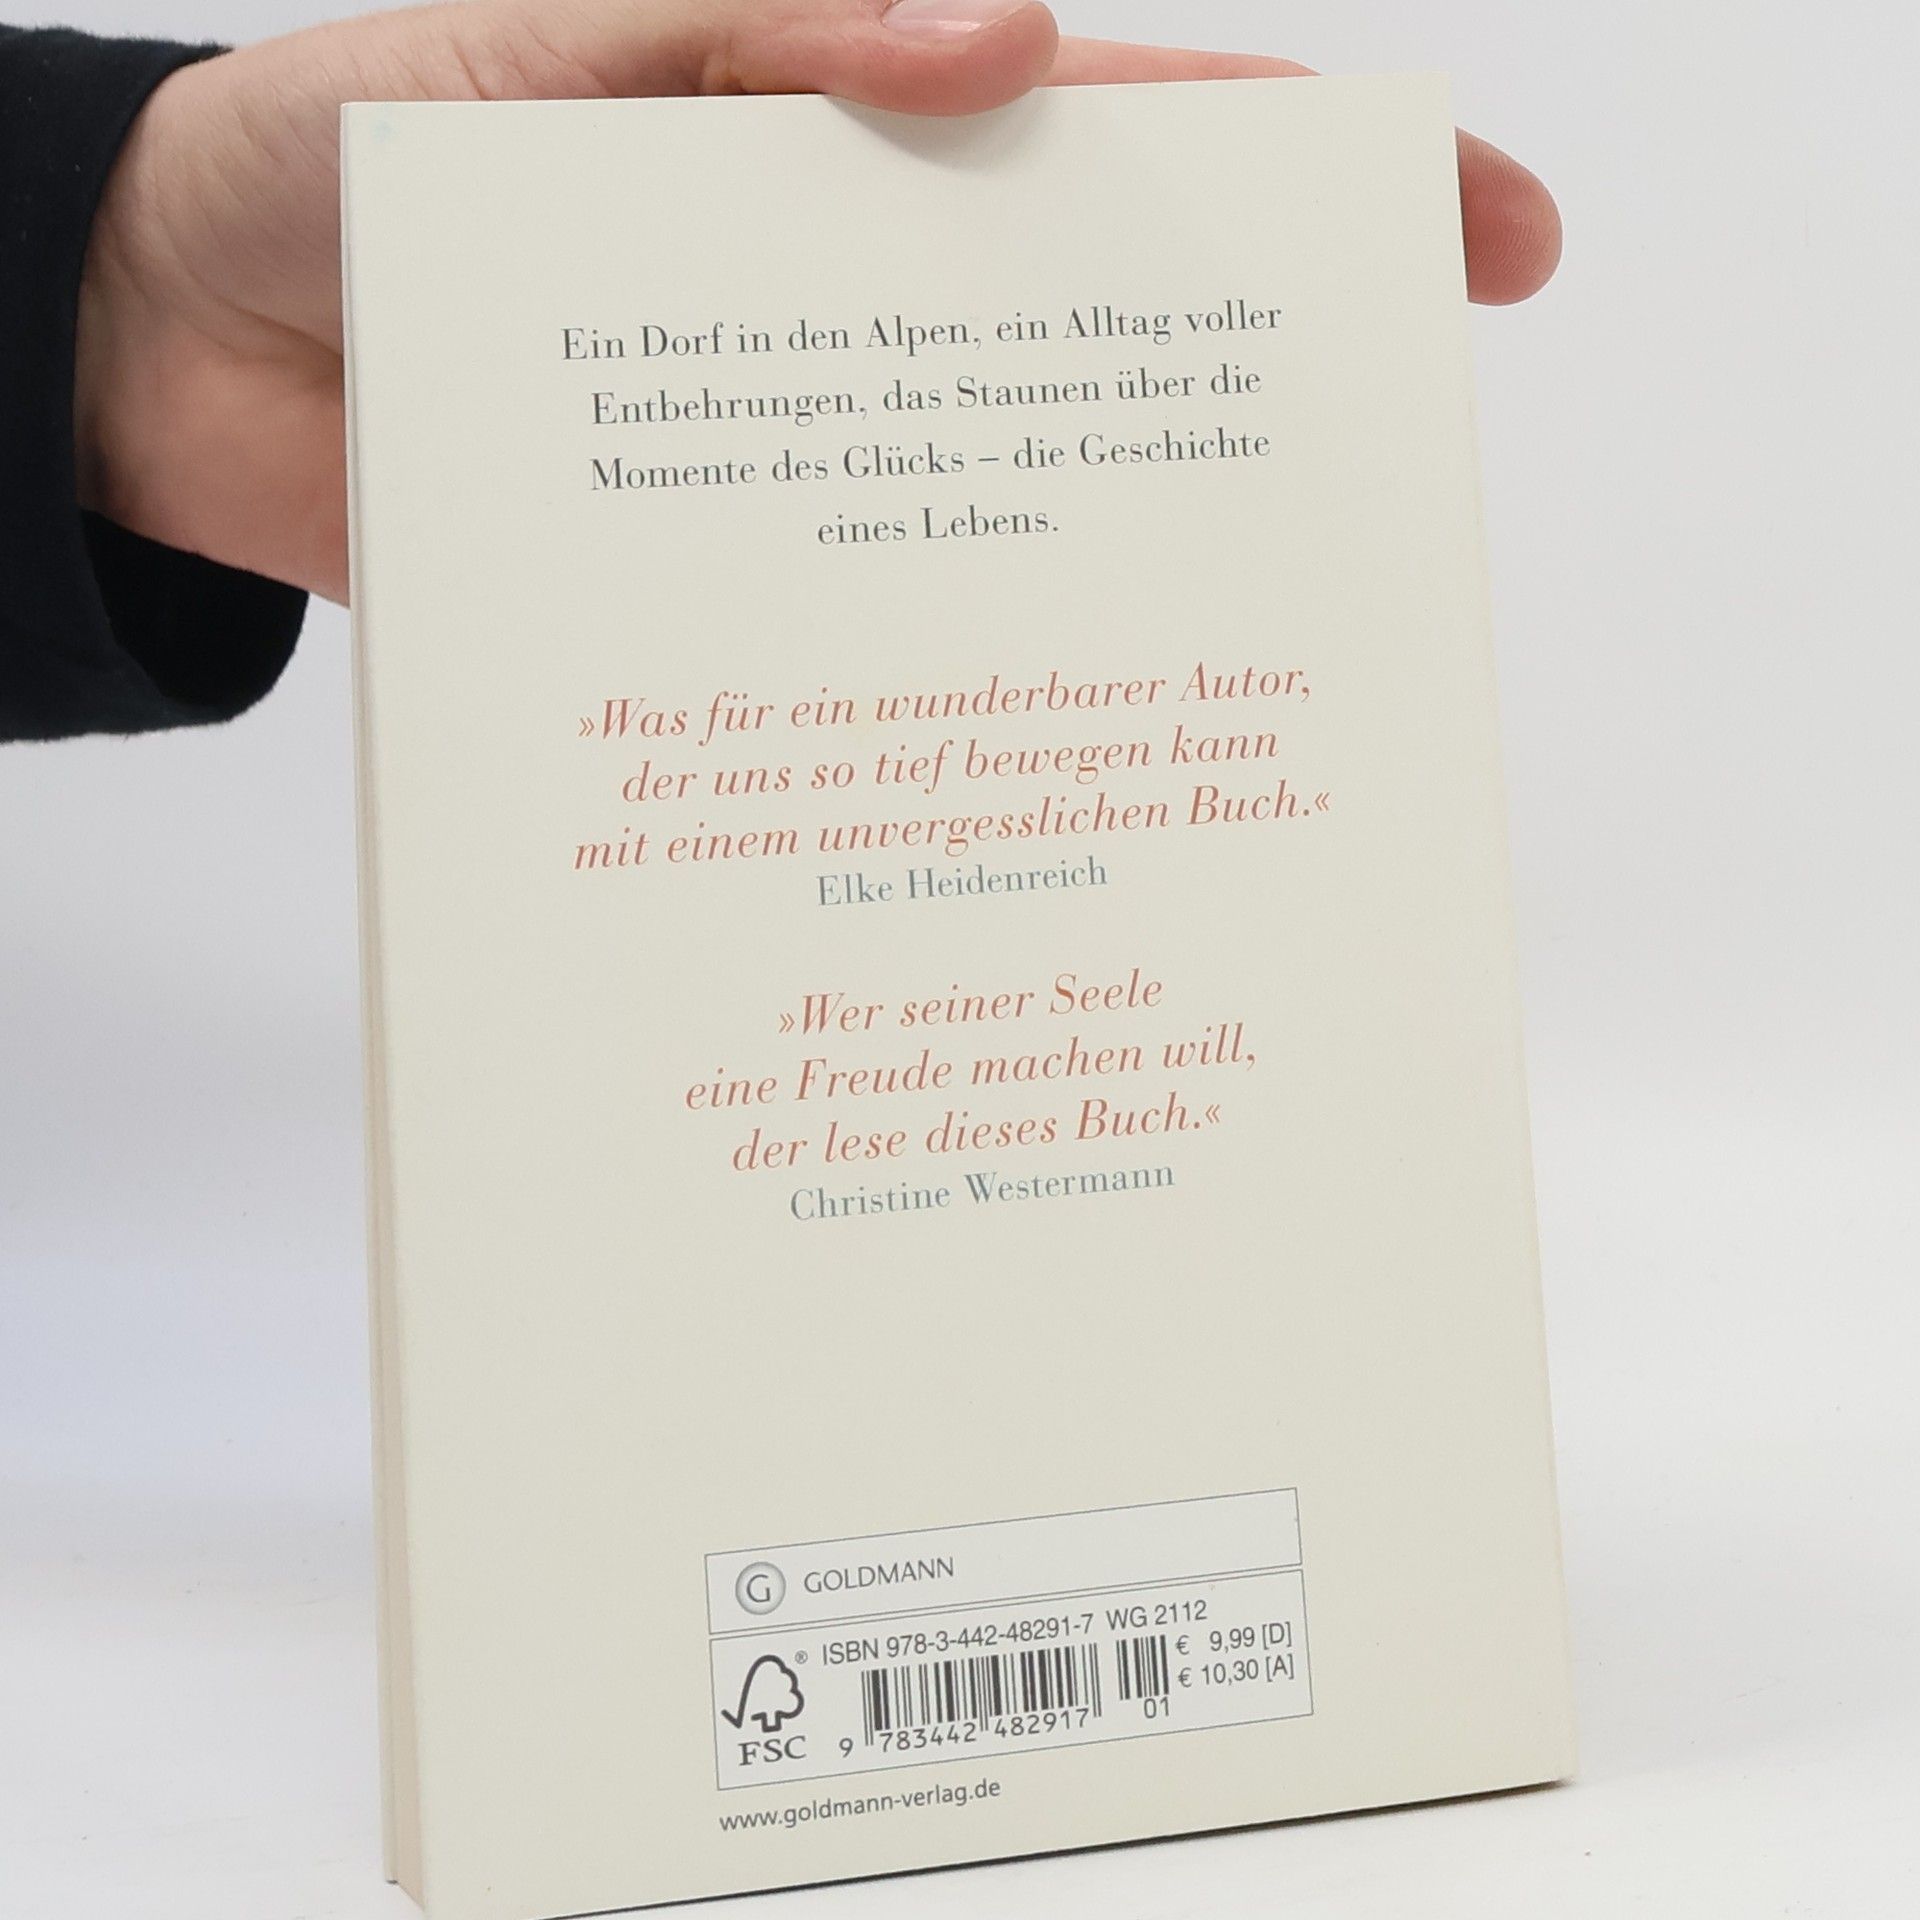 Ein Dorf in den Alpen, ein Alltag voller
Entbehrungen, das Staunen über die
Momente des Glücks – die Geschichte
eines Lebens.
»Was für ein wunderbarer Autor,
der uns so tief bewegen kann
mit einem unvergesslichen Buch.«
Elke Heidenreich
»Wer seiner Seele
eine Freude machen will,
der lese dieses Buch.«
Christine Westermann
G GOLDMANN
ISBN 978-3-442-48291-7 WG 2112
€ 9,99 [D]
€ 10,30 [A]
® FSC
9 783442 482917 01
www.goldmann-verlag.de